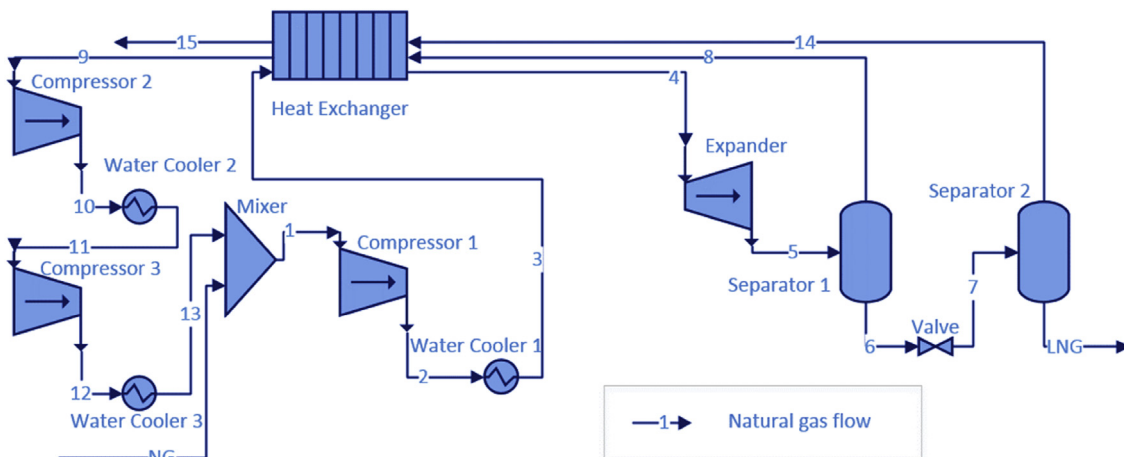 15
14
9
8
4
Compressor 2
Heat Exchanger
Expander
Water Cooler 2
Separator 2
10
Mixer
1
Compressor 1
11
Compressor 3
3
5
Separator 1
7
13
Valve
Water Cooler 1
6
LNG
2
12
Water Cooler 3
1
Natural gas flow
NG